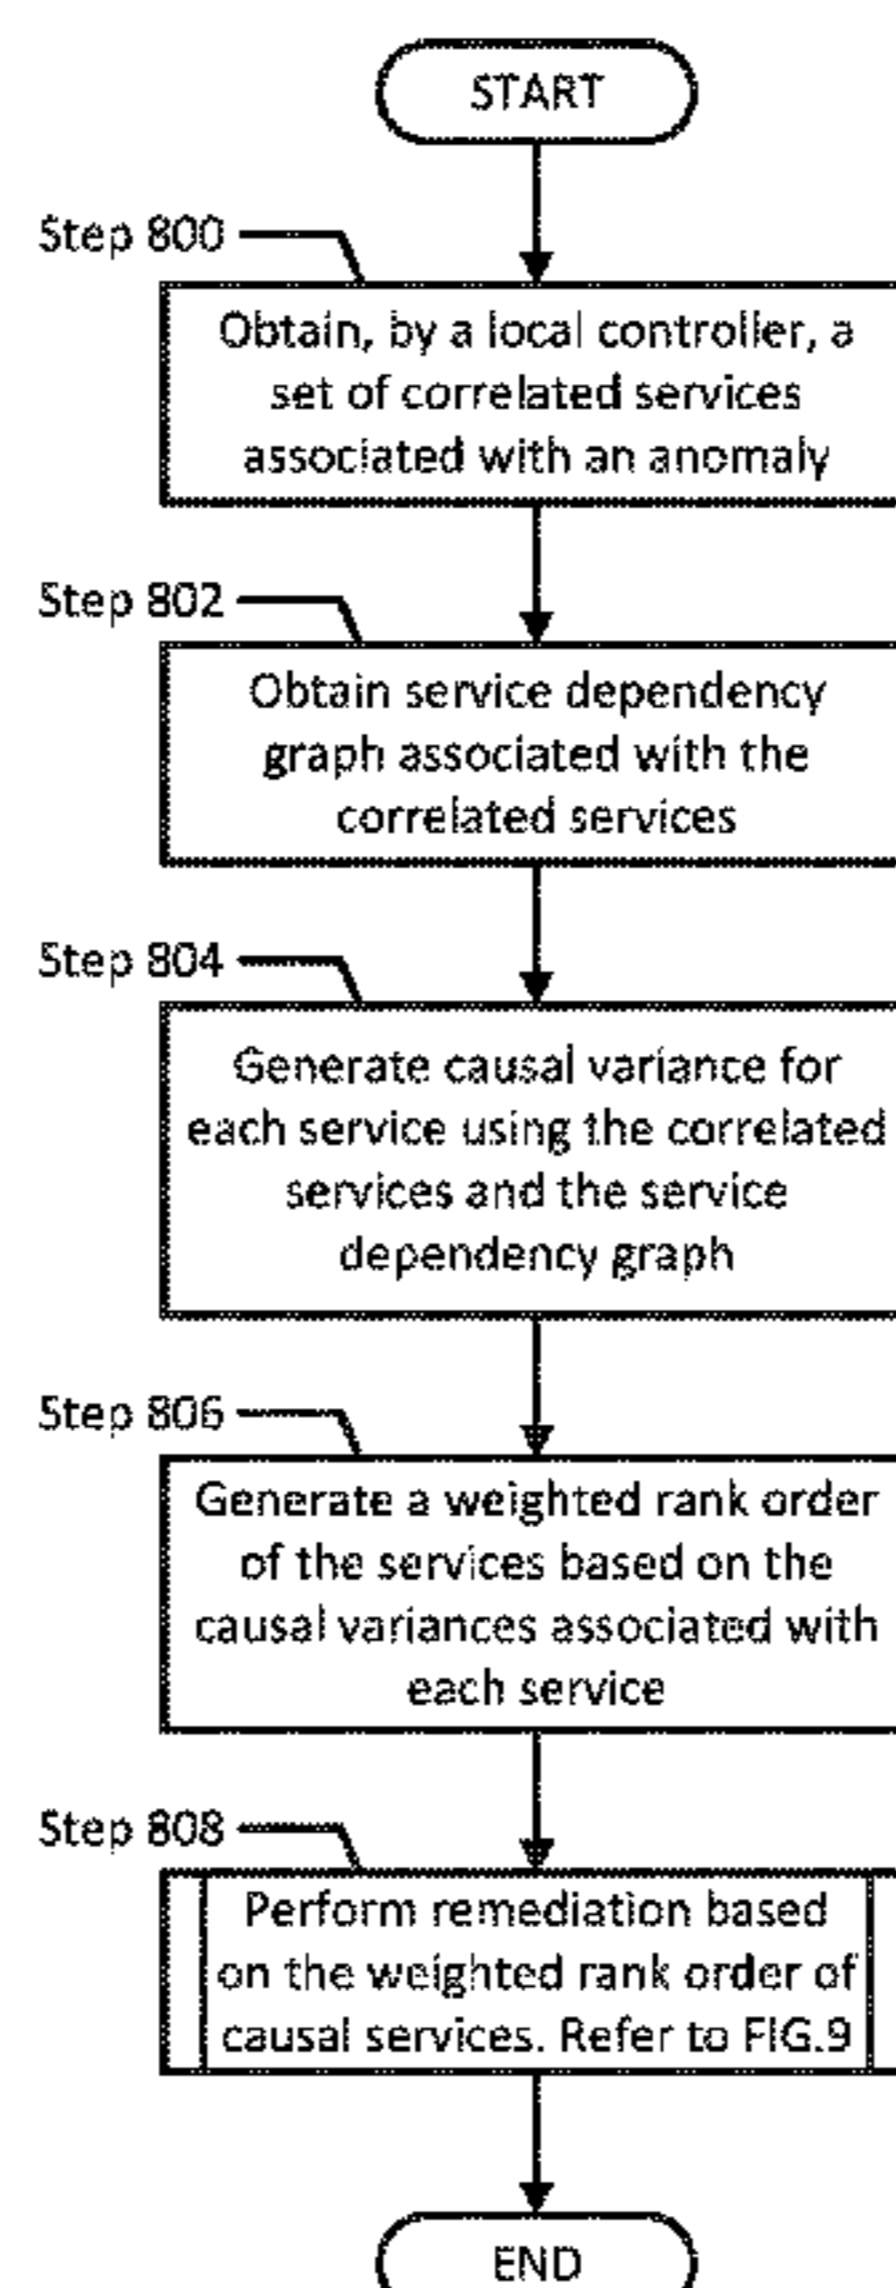 START
Step 800
Obtain, by a local controller, a
set of correlated services
associated with an anomaly
Step 802
Obtain service dependency
graph associated with the
correlated services
Step 804
Generate causal variance for
each service using the correlated
services and the service
dependency graph
Step 806
Generate a weighted rank order
of the services based on the
causal variances associated with
each service
Step 808
Perform remediation based
on the weighted rank order of
causal services. Refer to FIG.9
END